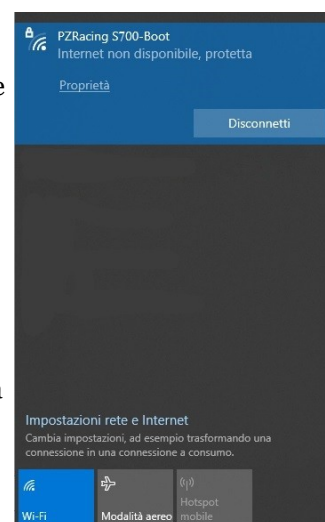 PZRacing S700-Boot
Internet non disponibile, protetta
Proprietà
Disconnetti
Impostazioni rete e Internet
Cambia impostazioni, ad esempio trasformando una
connessione in una connessione a consumo.
Wi-Fi
Modalità aereo
Hotspot
mobile